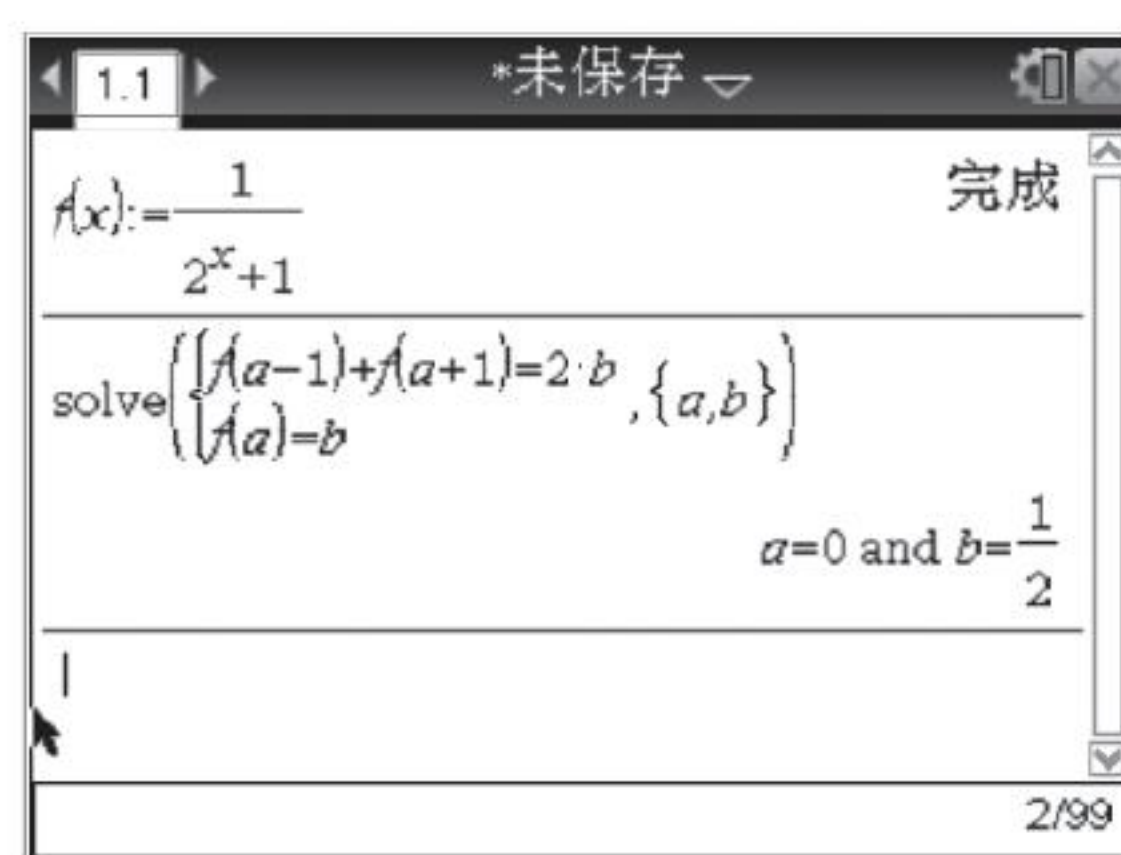 1.1 *未保存
f(x):=1/(2^x+1) 完成
solve({f(a-1)+f(a+1)=2·b, f(a)=b ,{a,b})
a=0 and b=1/2
2/99